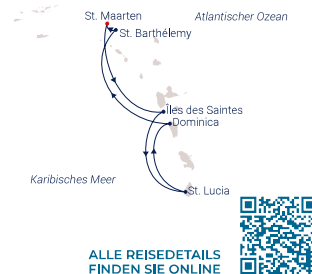 St. Maarten
Atlantischer Ozean
St. Barthélemy
Îles des Saintes
Dominica
Karibisches Meer
St. Lucia
ALLE REISEDETAILS
FINDEN SIE ONLINE